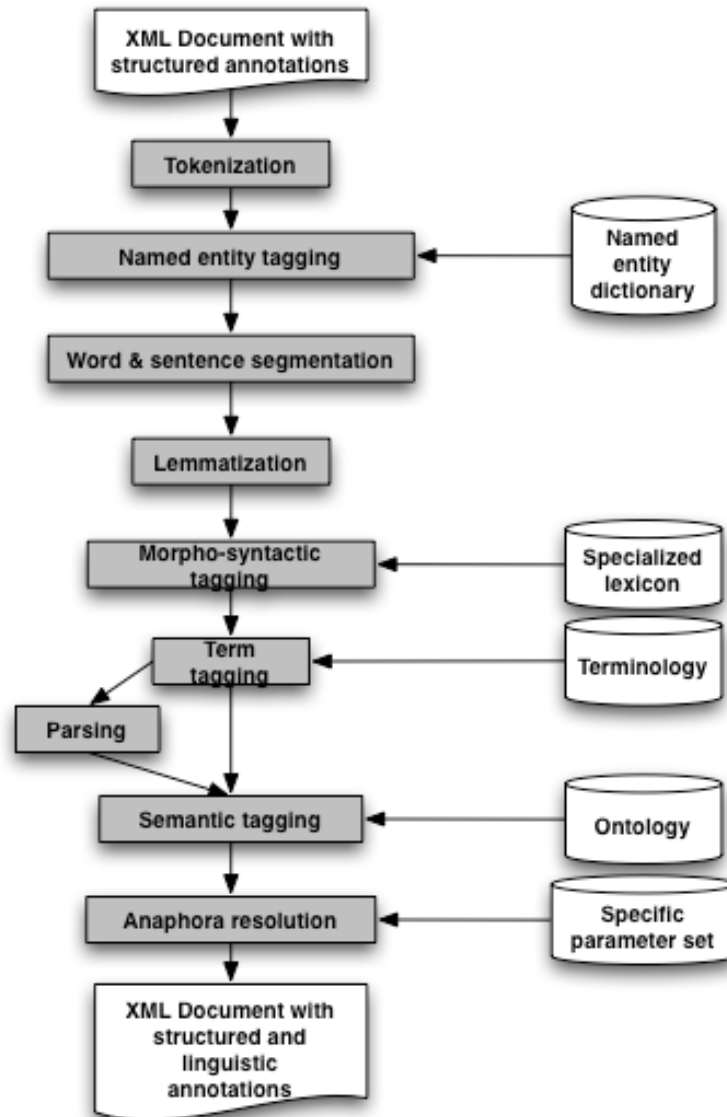 XML Document with
structured annotations
Tokenization
Named entity tagging
Named
entity
dictionary
Word & sentence segmentation
Lemmatization
Morpho-syntactic
tagging
Specialized
lexicon
Term
tagging
Terminology
Parsing
Semantic tagging
Ontology
Anaphora resolution
Specific
parameter set
XML Document with
structured and
linguistic
annotations